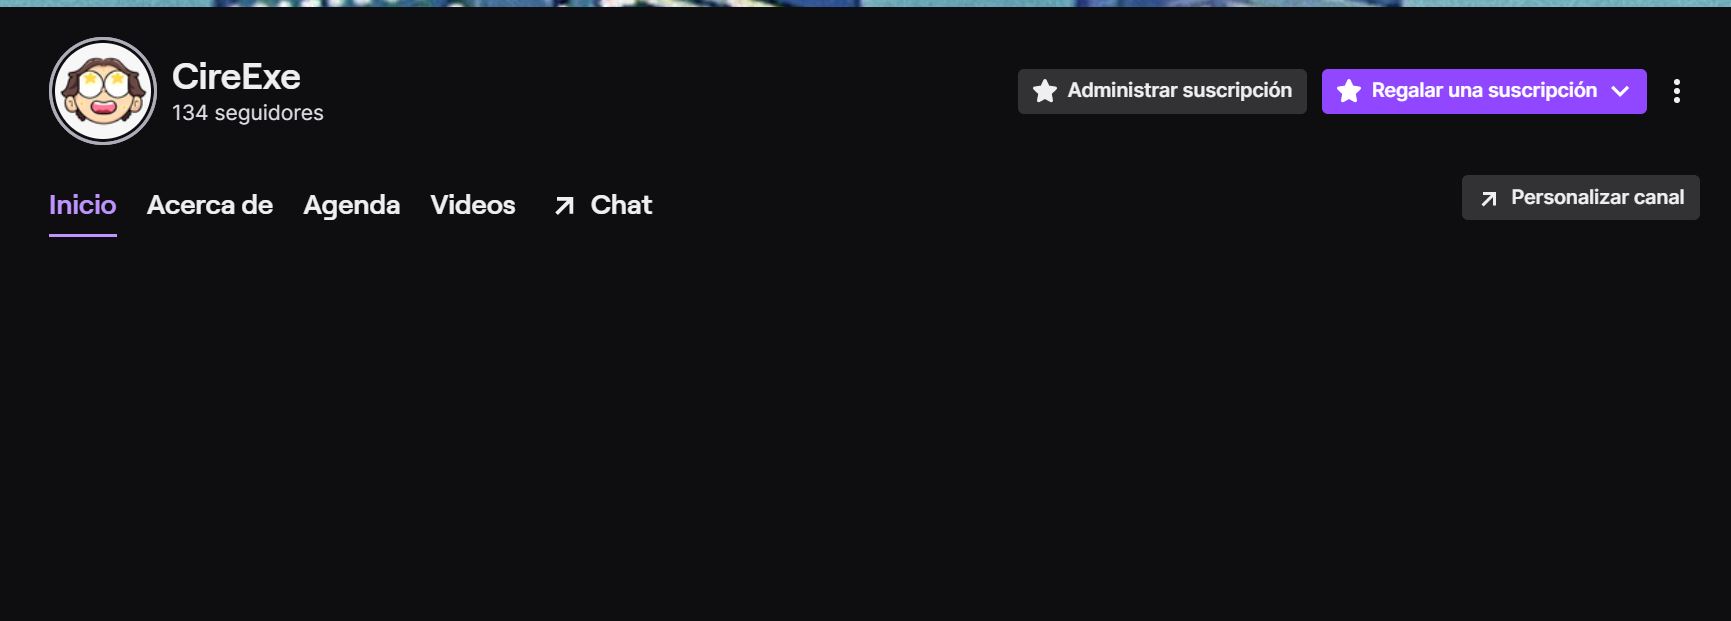 CireExe
134 seguidores
Administrar suscripción
Regalar una suscripción
Inicio
Acerca de
Agenda
Videos
Chat
Personalizar canal